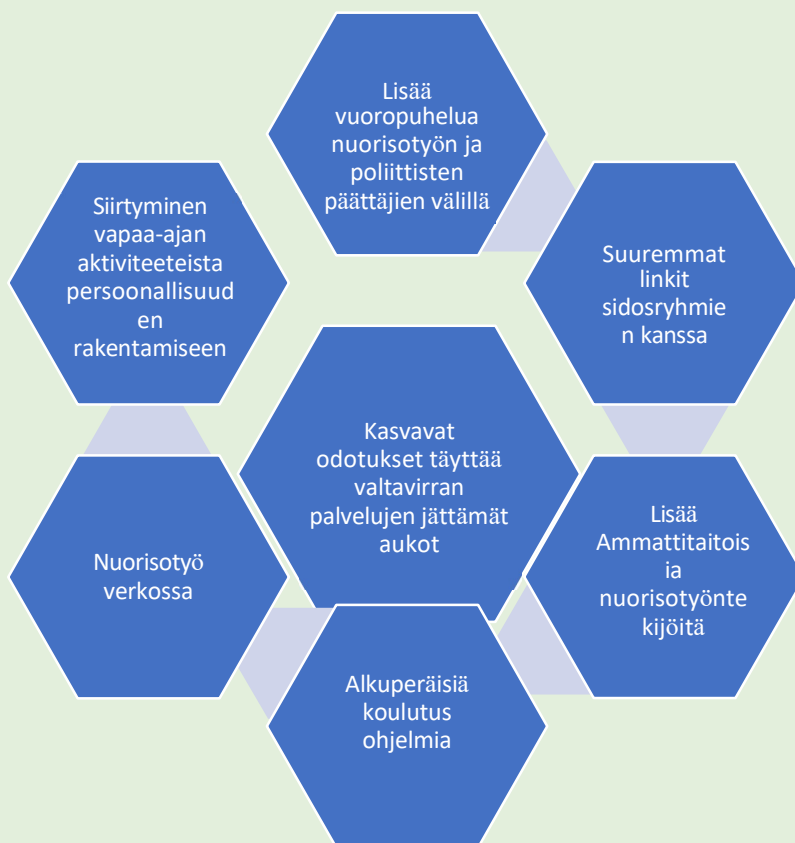 Lisää
vuoropuhelua
nuorisotyön ja
poliittisten
päättäjien välillä
Siirtyminen
vapaa-ajan
aktiviteeteista
persoonallisuud
en
rakentamiseen
Suuremmat
linkit
sidosryhmie
n kanssa
Kasvavat
odotukset täyttää
valtavirran
palvelujen jättämät
aukot
Nuorisotyö
verkossa
Lisää
Ammattitaitois
ia
nuorisotyönte
kijöitä
Alkuperäisiä
koulutus
ohjelmia